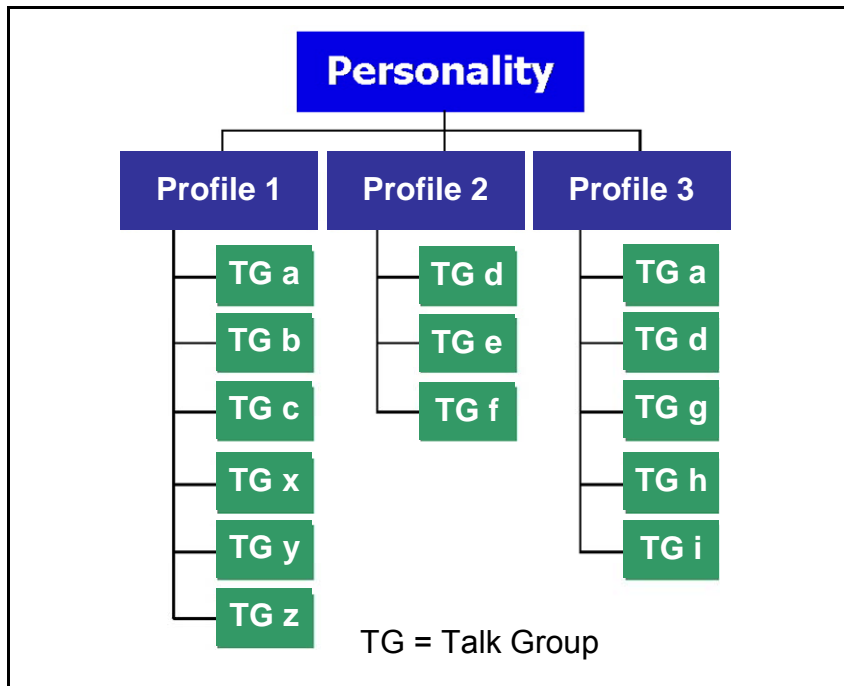 Personality
Profile 1
Profile 2
Profile 3
TG a
TG b
TG c
TG x
TG y
TG z
TG d
TG e
TG f
TG a
TG d
TG g
TG h
TG i
TG = Talk Group